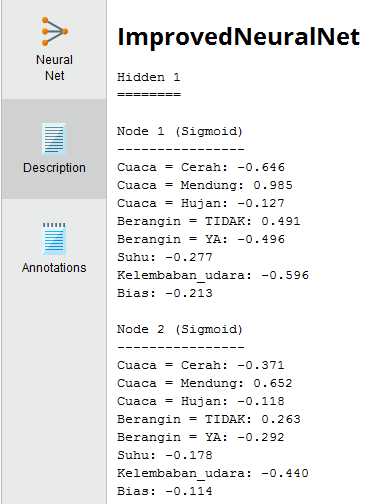 Neural
Net
Description
Annotations
ImprovedNeuralNet
Hidden 1
========
Node 1 (Sigmoid)
----------------
Cuaca = Cerah: -0.646
Cuaca = Mendung: 0.985
Cuaca = Hujan: -0.127
Berangin = TIDAK: 0.491
Berangin = YA: -0.496
Suhu: -0.277
Kelembaban_udara: -0.596
Bias: -0.213
Node 2 (Sigmoid)
----------------
Cuaca = Cerah: -0.371
Cuaca = Mendung: 0.652
Cuaca = Hujan: -0.118
Berangin = TIDAK: 0.263
Berangin = YA: -0.292
Suhu: -0.178
Kelembaban_udara: -0.440
Bias: -0.114